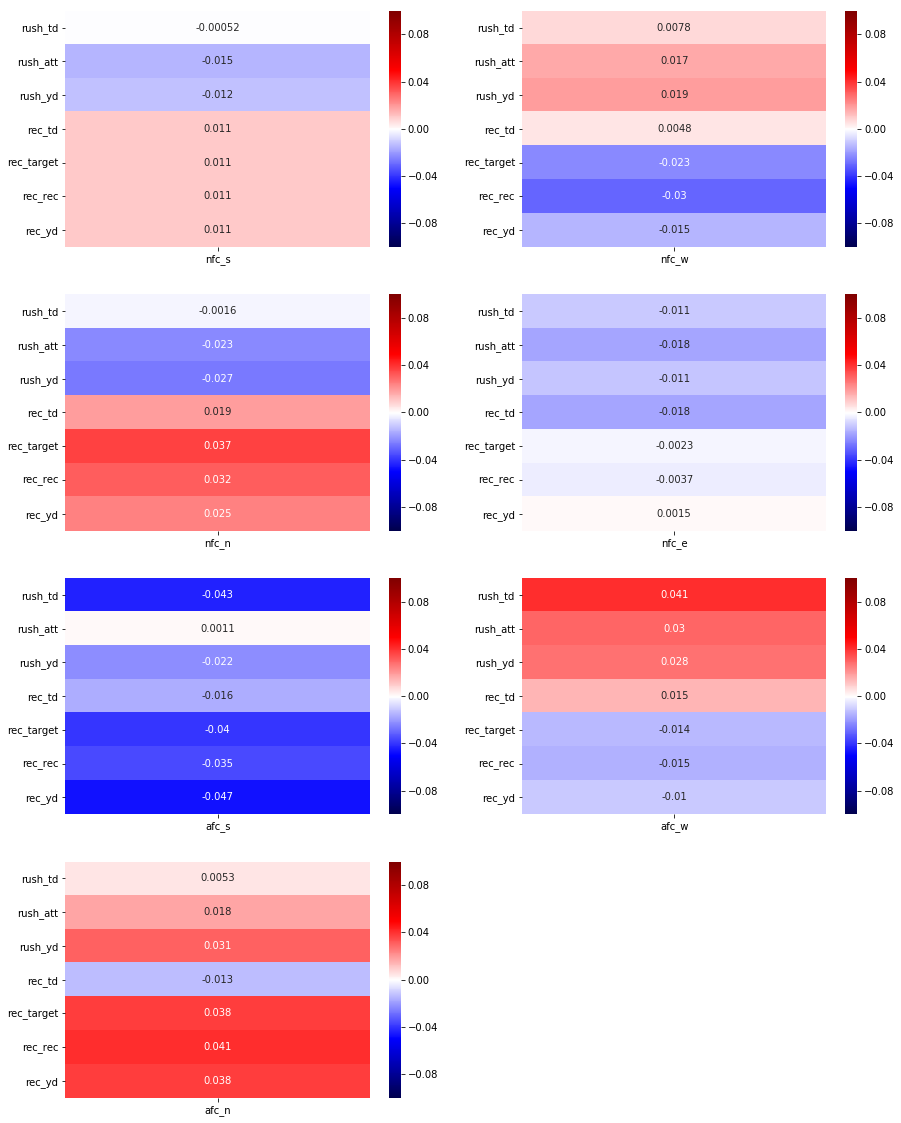 rush_td -0.00052
rush_att -0.015
rush_yd -0.012
rec_td 0.011
rec_target 0.011
rec_rec 0.011
rec_yd 0.011
nfc_s
0.08
0.04
0.00
−0.04
−0.08
rush_td 0.0078
rush_att 0.017
rush_yd 0.019
rec_td 0.0048
rec_target -0.023
rec_rec -0.03
rec_yd -0.015
nfc_w
0.08
0.04
0.00
−0.04
−0.08
rush_td -0.0016
rush_att -0.023
rush_yd -0.027
rec_td 0.019
rec_target 0.037
rec_rec 0.032
rec_yd 0.025
nfc_n
0.08
0.04
0.00
−0.04
−0.08
rush_td -0.011
rush_att -0.018
rush_yd -0.011
rec_td -0.018
rec_target -0.0023
rec_rec -0.0037
rec_yd 0.0015
nfc_e
0.08
0.04
0.00
−0.04
−0.08
rush_td -0.043
rush_att 0.0011
rush_yd -0.022
rec_td -0.016
rec_target -0.04
rec_rec -0.035
rec_yd -0.047
afc_s
0.08
0.04
0.00
−0.04
−0.08
rush_td 0.041
rush_att 0.03
rush_yd 0.028
rec_td 0.015
rec_target -0.014
rec_rec -0.015
rec_yd -0.01
afc_w
0.08
0.04
0.00
−0.04
−0.08
rush_td 0.0053
rush_att 0.018
rush_yd 0.031
rec_td -0.013
rec_target 0.038
rec_rec 0.041
rec_yd 0.038
afc_n
0.08
0.04
0.00
−0.04
−0.08